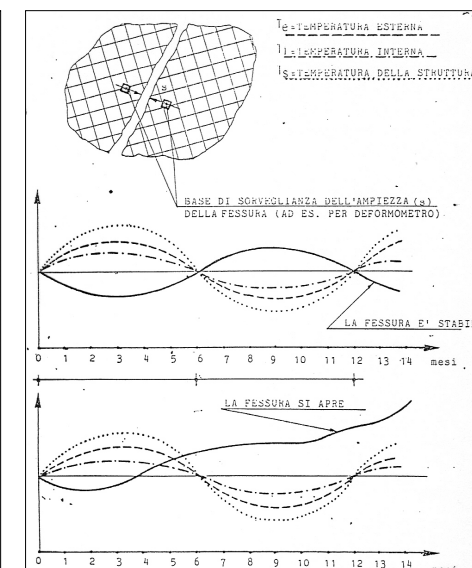 Te=TEMPERATURA ESTERNA
Ti=TEMPERATURA INTERNA
Ts=TEMPERATURA DELLA STRUTTURA
BASE DI SORVEGLIANZA DELL'AMPIEZZA (a)
DELLA FESSURA (AD ES. PER DEFORMOMETRO)
LA FESSURA E' STABI
0 1 2 3 4 5 6 7 8 9 10 11 12 13 14 mesi
LA FESSURA SI APRE
0 1 2 3 4 5 6 7 8 9 10 11 12 13 14